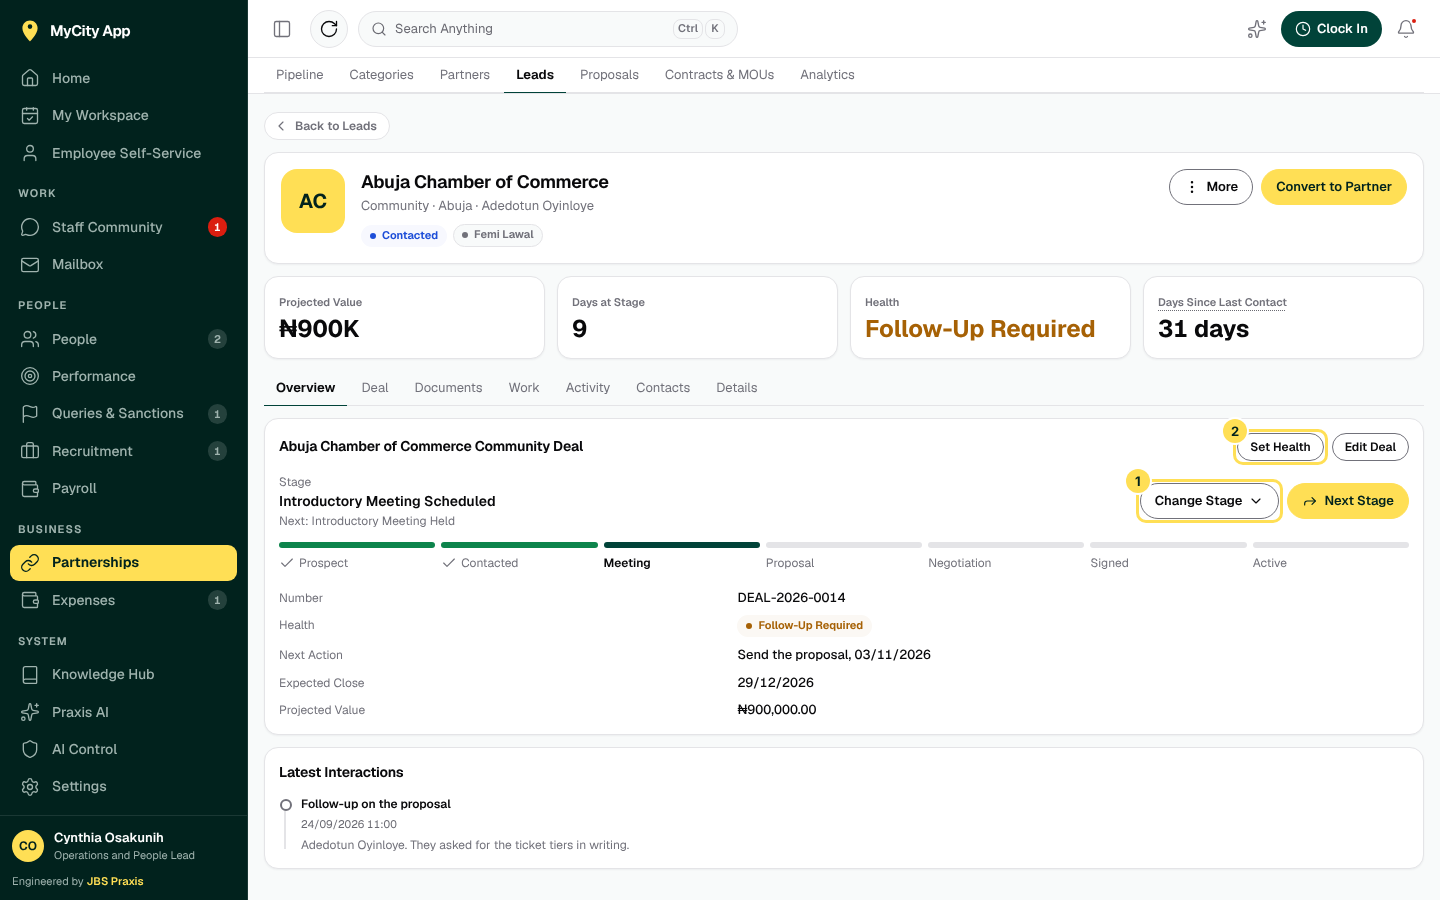 MyCity App
Home
My Workspace
Employee Self-Service
WORK
Staff Community 1
Mailbox
PEOPLE
People 2
Performance
Queries & Sanctions 1
Recruitment 1
Payroll
BUSINESS
Partnerships
Expenses 1
SYSTEM
Knowledge Hub
Praxis AI
AI Control
Settings
CO
Cynthia Osakunih
Operations and People Lead
Engineered by JBS Praxis
Search Anything Ctrl K
Clock In
Pipeline Categories Partners Leads Proposals Contracts & MOUs Analytics
Back to Leads
AC
Abuja Chamber of Commerce
Community · Abuja · Adedotun Oyinloye
Contacted Femi Lawal
More Convert to Partner
Projected Value
₦900K
Days at Stage
9
Health
Follow-Up Required
Days Since Last Contact
31 days
Overview Deal Documents Work Activity Contacts Details
Abuja Chamber of Commerce Community Deal
2 Set Health Edit Deal
Stage
Introductory Meeting Scheduled
Next: Introductory Meeting Held
1 Change Stage Next Stage
Prospect Contacted Meeting Proposal Negotiation Signed Active
Number DEAL-2026-0014
Health Follow-Up Required
Next Action Send the proposal, 03/11/2026
Expected Close 29/12/2026
Projected Value ₦900,000.00
Latest Interactions
Follow-up on the proposal
24/09/2026 11:00
Adedotun Oyinloye. They asked for the ticket tiers in writing.